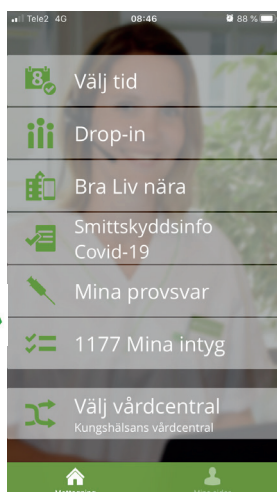 Tele2 4G 08:46 88 %
8
Välj tid
Drop-in
Bra Liv nära
Smittskyddsinfo
Covid-19
Mina provsvar
1177 Mina intyg
Välj vårdcentral
Kungshälsans vårdcentral